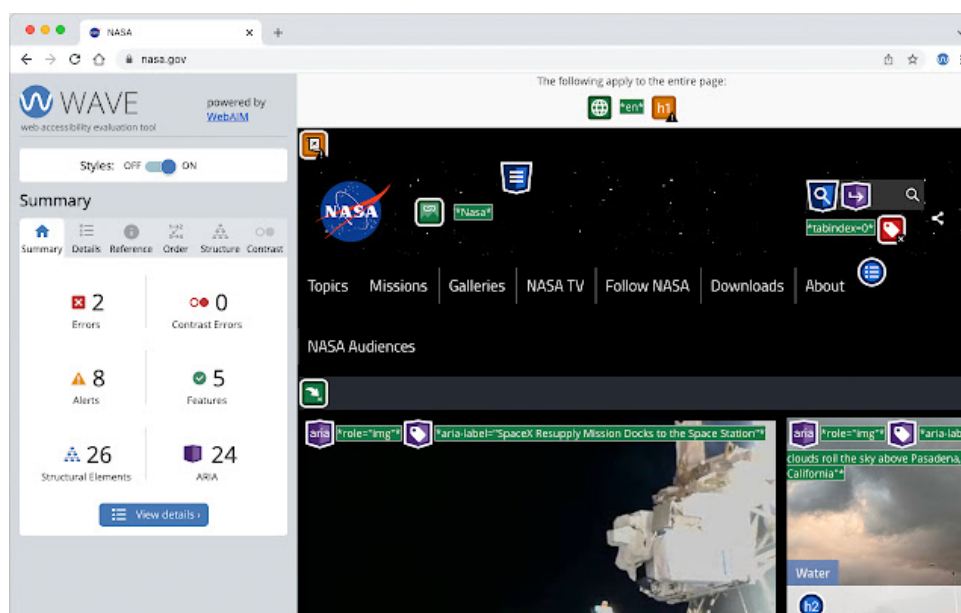 NASA
nasa.gov
WAVE
web accessibility evaluation tool
powered by
WebAIM
Styles: OFF ON
Summary
Summary Details Reference Order Structure Contrast
2
Errors
0
Contrast Errors
8
Alerts
5
Features
26
Structural Elements
24
ARIA
View details ›
The following apply to the entire page:
*en* h1
NASA
*Nasa*
*tabindex=0*
Topics Missions Galleries NASA TV Follow NASA Downloads About
NASA Audiences
aria *role="img"* *aria-label="SpaceX Resupply Mission Docks to the Space Station"*
aria *role="img"* *aria-lab
clouds roil the sky above Pasadena,
California"*
Water
h2